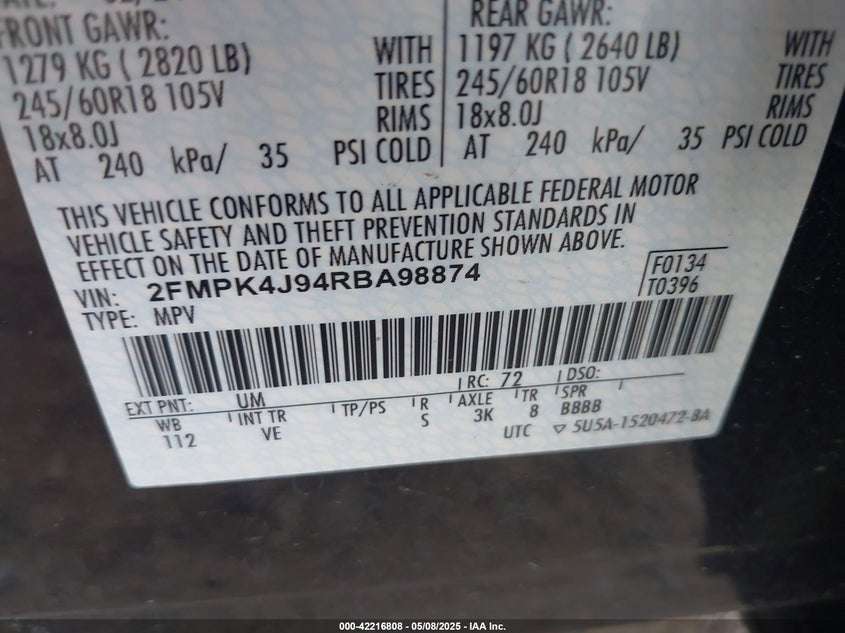 FRONT GAWR:
1279 KG ( 2820 LB) WITH
245/60R18 105V TIRES
18x8.0J RIMS
AT 240 kPa/ 35 PSI COLD
REAR GAWR:
1197 KG ( 2640 LB) WITH
245/60R18 105V TIRES
18x8.0J RIMS
AT 240 kPa/ 35 PSI COLD
THIS VEHICLE CONFORMS TO ALL APPLICABLE FEDERAL MOTOR
VEHICLE SAFETY AND THEFT PREVENTION STANDARDS IN
EFFECT ON THE DATE OF MANUFACTURE SHOWN ABOVE.
VIN: 2FMPK4J94RBA98874
F0134
T0396
TYPE: MPV
EXT PNT: UM RC: 72 DSO:
WB INT TR TP/PS R AXLE TR SPR
112 VE S 3K 8 BBBB
UTC ▽ 5U5A-1520472-BA
000-42216808 - 05/08/2025 - IAA Inc.